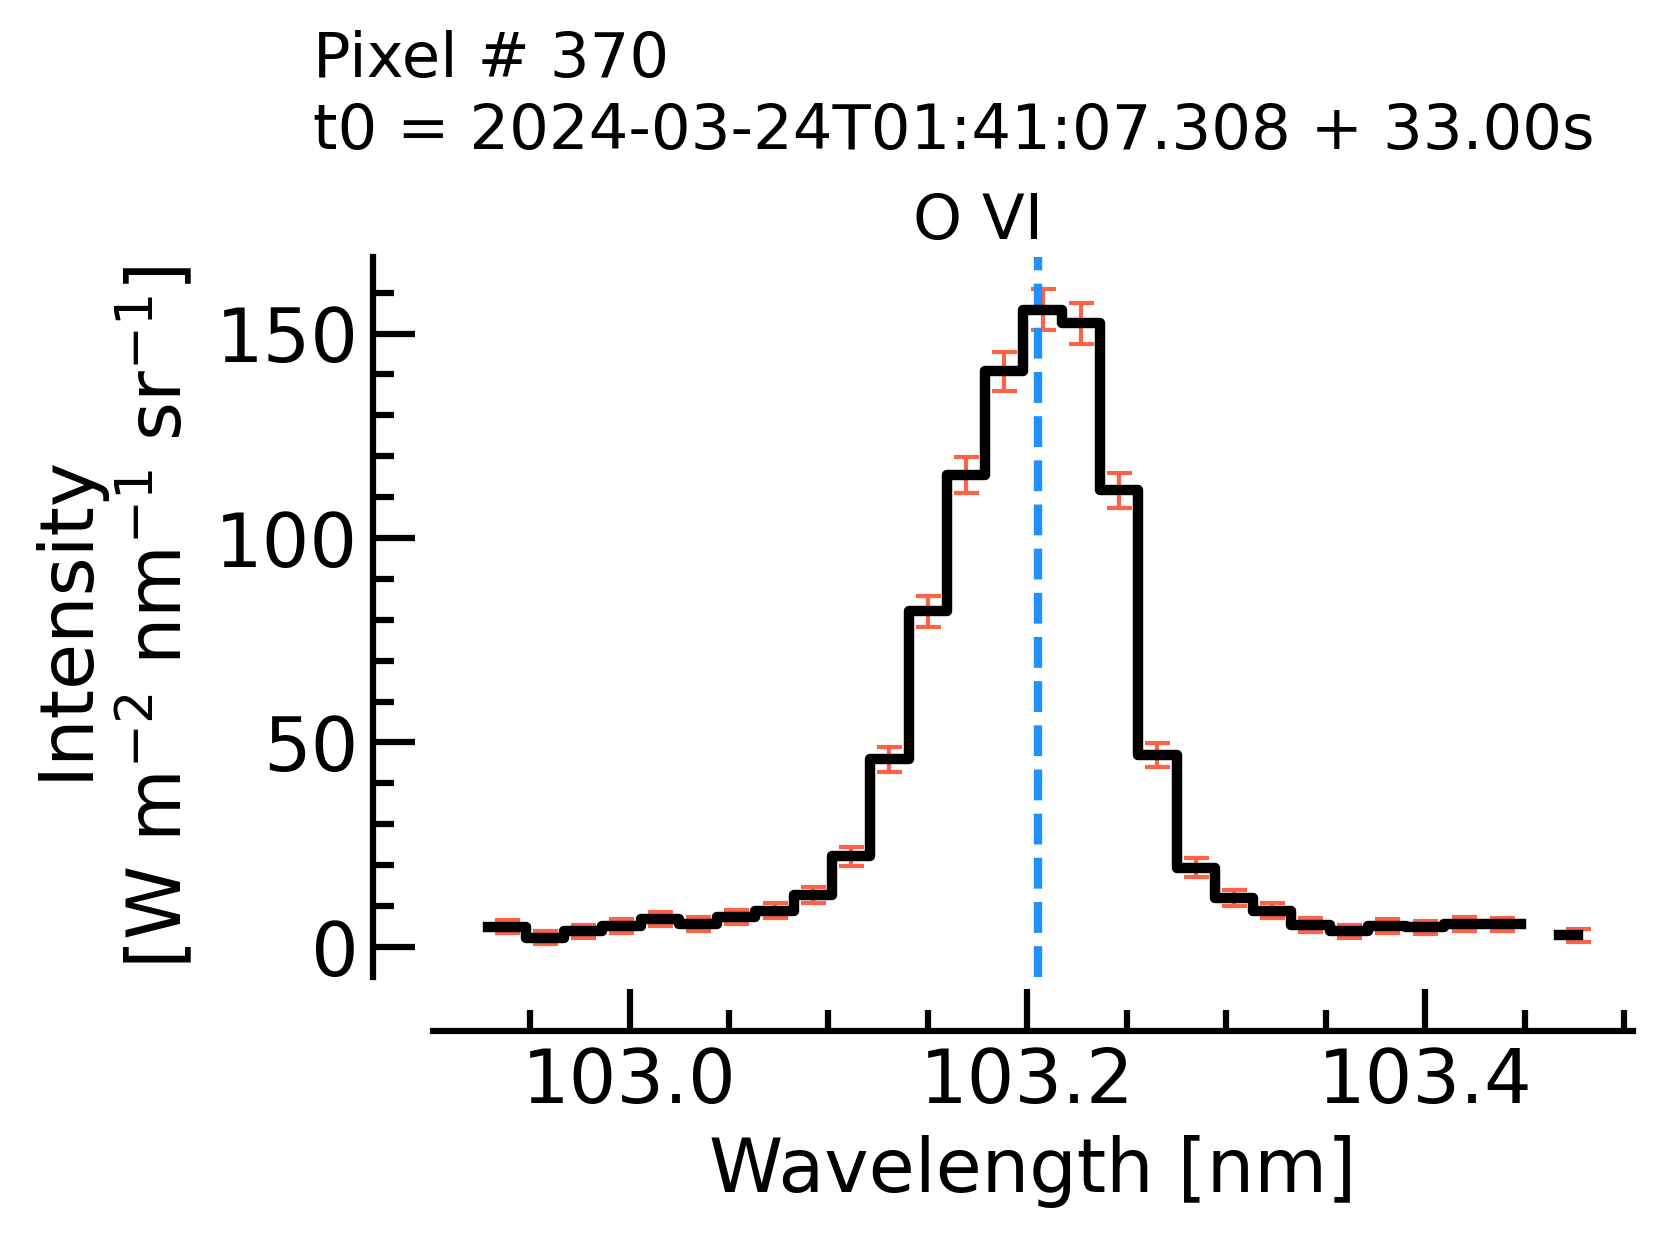 Pixel # 370
t0 = 2024-03-24T01:41:07.308 + 33.00s
O VI
Intensity
[W m⁻² nm⁻¹ sr⁻¹]
150
100
50
0
103.0 103.2 103.4
Wavelength [nm]